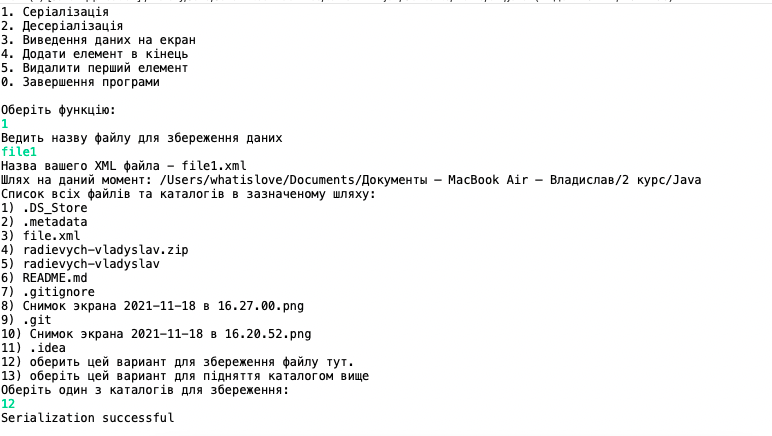 1. Серіалізація
2. Десеріалізація
3. Виведення даних на екран
4. Додати елемент в кінець
5. Видалити перший елемент
0. Завершення програми
Оберіть функцію:
1
Ведить назву файлу для збереження даних
file1
Назва вашего XML файла – file1.xml
Шлях на даний момент: /Users/whatislove/Documents/Документы — MacBook Air — Владислав/2 курс/Java
Список всіх файлів та каталогів в зазначеному шляху:
1) .DS_Store
2) .metadata
3) file.xml
4) radievych-vladyslav.zip
5) radievych-vladyslav
6) README.md
7) .gitignore
8) Снимок экрана 2021-11-18 в 16.27.00.png
9) .git
10) Снимок экрана 2021-11-18 в 16.20.52.png
11) .idea
12) оберить цей вариант для збереження файлу тут.
13) оберіть цей вариант для підняття каталогом вище
Оберіть один з каталогів для збереження:
12
Serialization successful